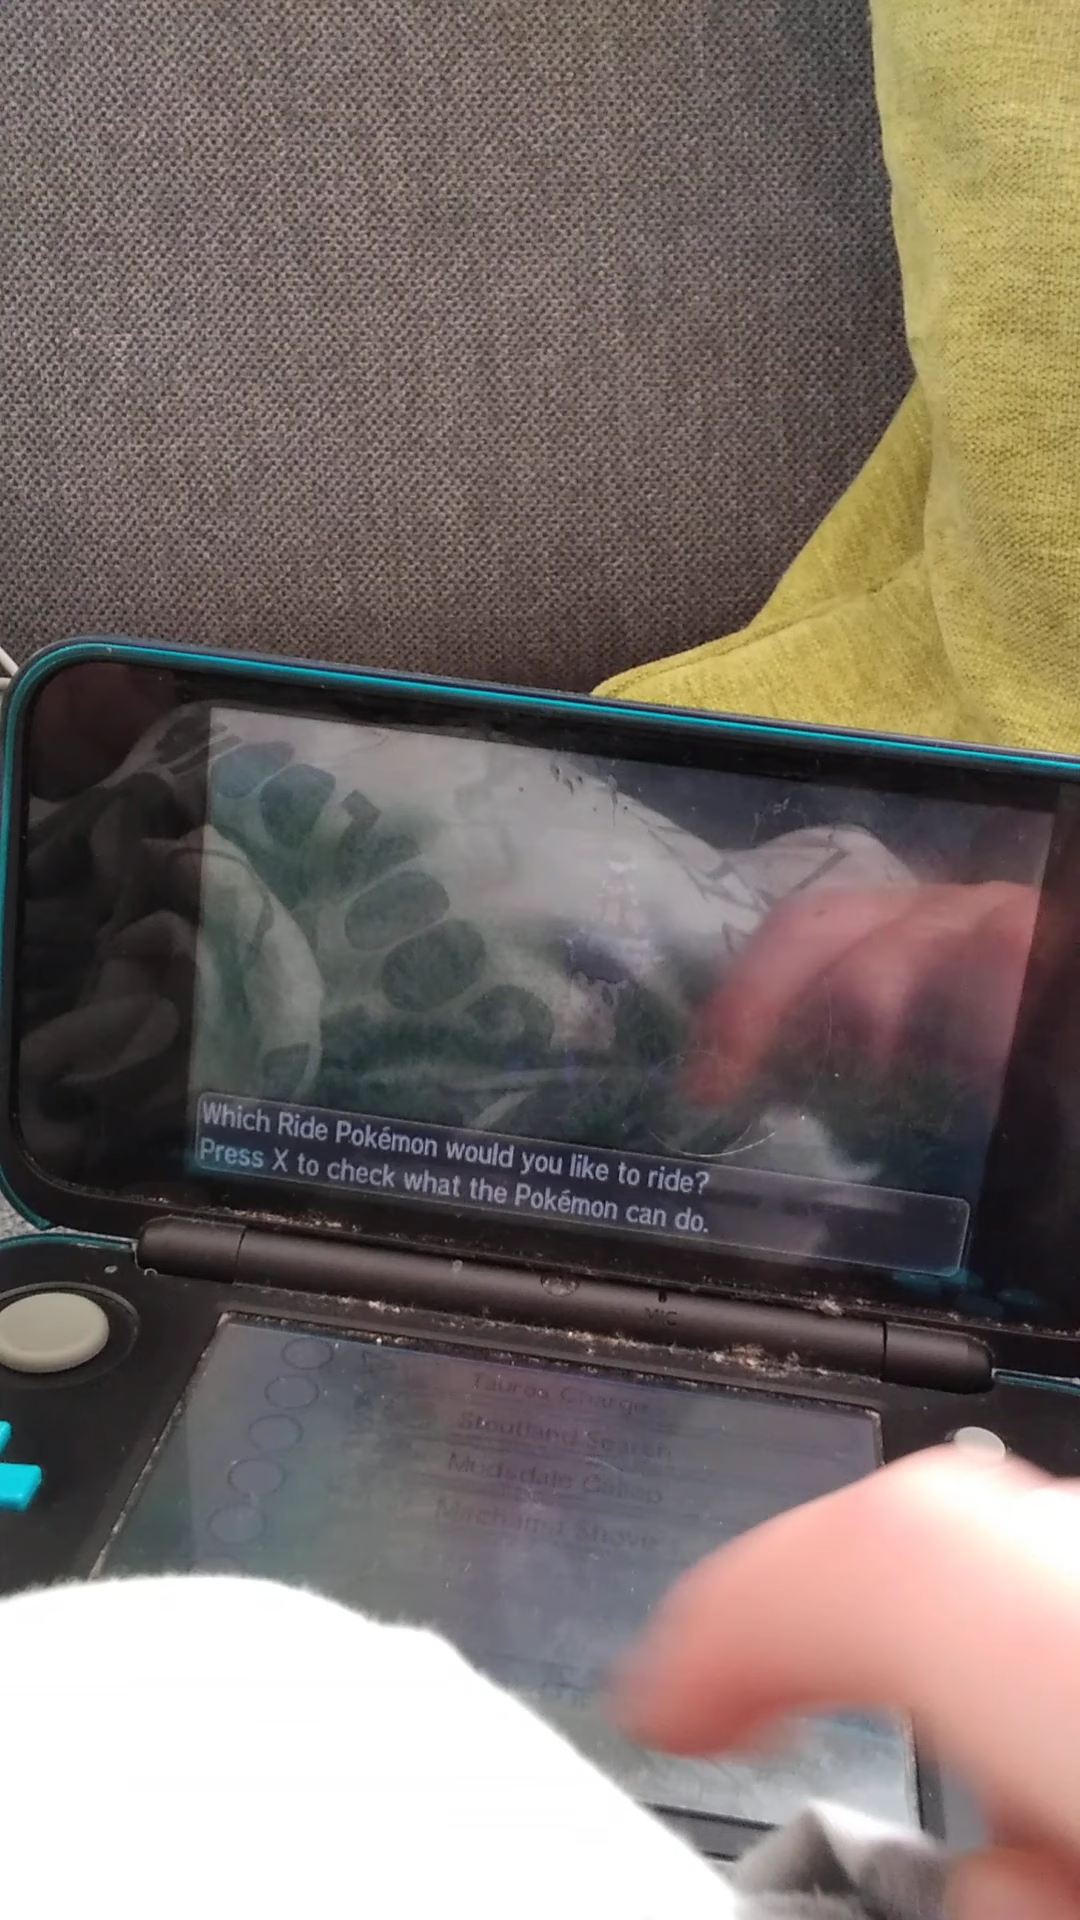 Which Ride Pokémon would you like to ride?
Press X to check what the Pokémon can do.
MIC
Tauros Charge
Stoutland Search
Mudsdale Gallop
Machamp Shove